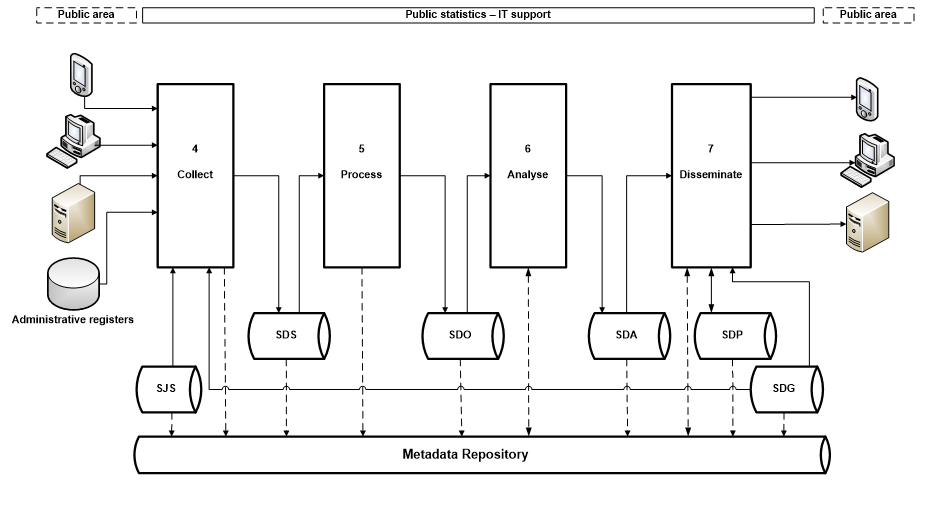 Public area
Public statistics – IT support
Public area
4
Collect
5
Process
6
Analyse
7
Disseminate
Administrative registers
SDS
SDO
SDA
SDP
SJS
SDG
Metadata Repository